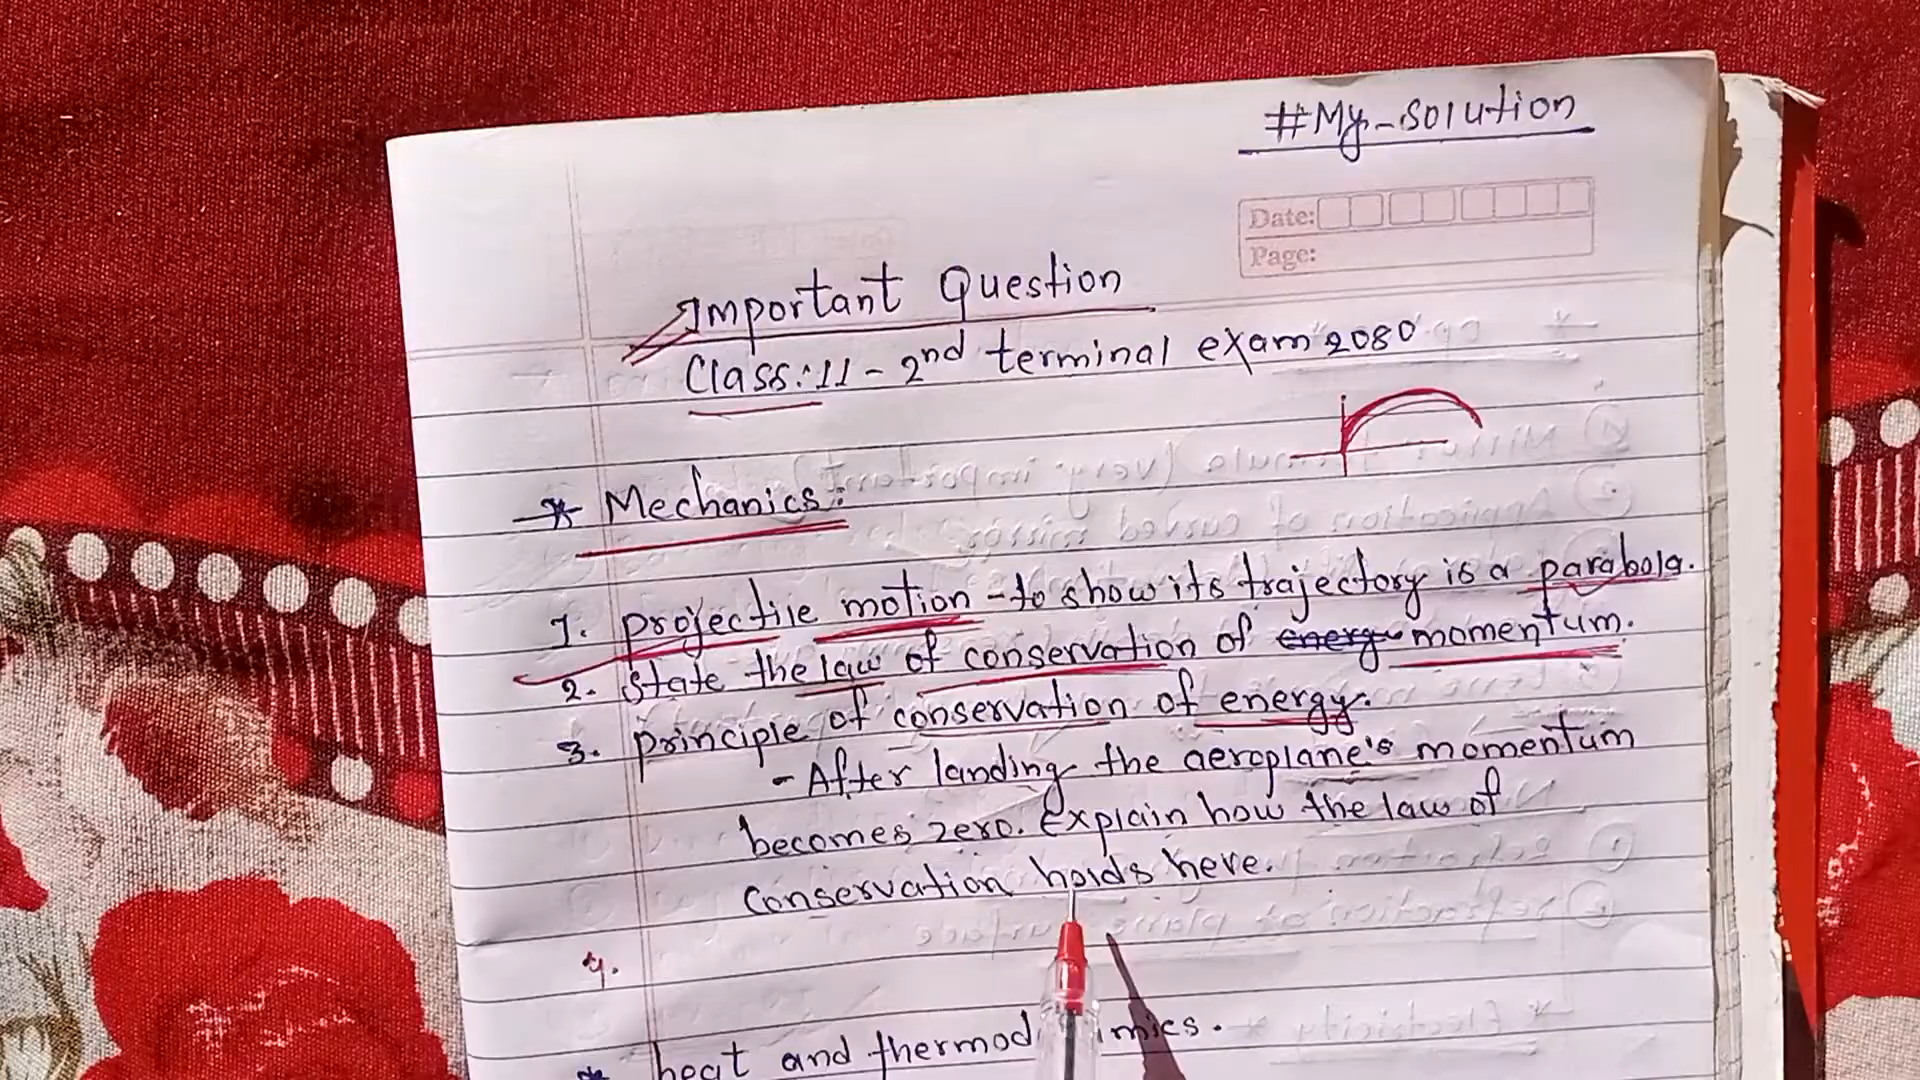 #My-solution
Date:
Page:
Important Question
Class:11 - 2nd terminal exam 2080
* Mechanics:
1. projectile motion - to show its trajectory is a parabola.
2. State the law of conservation of energy momentum.
3. principle of conservation of energy.
- After landing the aeroplane's momentum
becomes zero. Explain how the law of
conservation holds here.
4.
* heat and thermod mics.